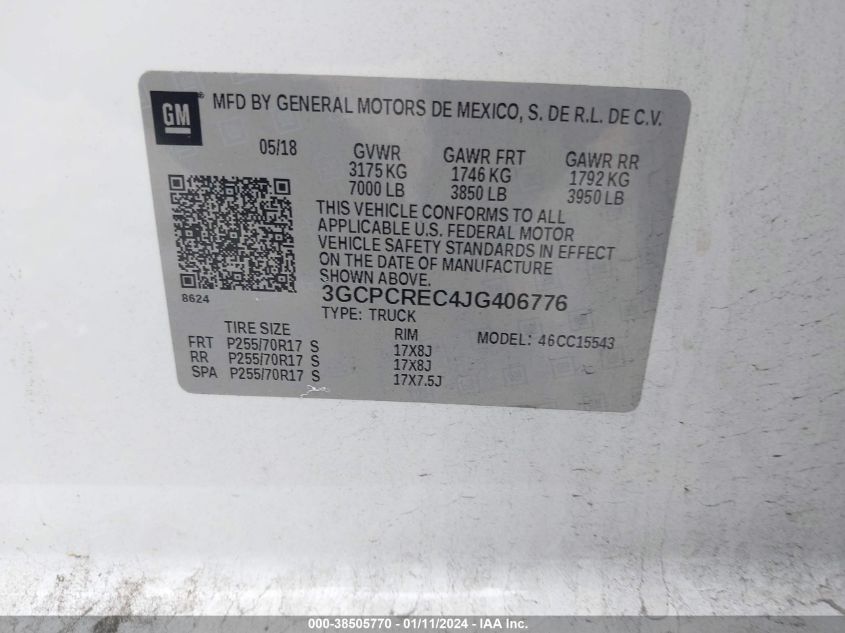 GM ® MFD BY GENERAL MOTORS DE MEXICO, S. DE R.L. DE C.V.
05/18 GVWR GAWR FRT GAWR RR
3175 KG 1746 KG 1792 KG
7000 LB 3850 LB 3950 LB
THIS VEHICLE CONFORMS TO ALL
APPLICABLE U.S. FEDERAL MOTOR
VEHICLE SAFETY STANDARDS IN EFFECT
ON THE DATE OF MANUFACTURE
SHOWN ABOVE.
8624
3GCPCREC4JG406776
TYPE: TRUCK
TIRE SIZE RIM MODEL: 46CC15543
FRT P255/70R17 S 17X8J
RR P255/70R17 S 17X8J
SPA P255/70R17 S 17X7.5J
000-38505770 - 01/11/2024 - © IAA, Inc.